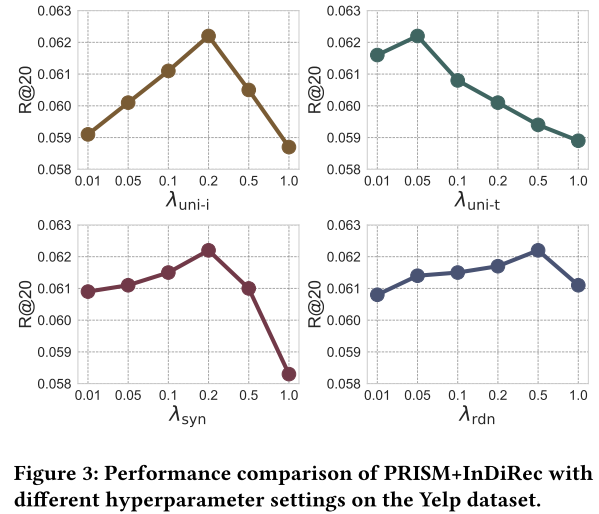 0.063
0.062
0.061
0.060
0.059
0.058
R@20
0.01 0.05 0.1 0.2 0.5 1.0
λuni-i
0.063
0.062
0.061
0.060
0.059
0.058
R@20
0.01 0.05 0.1 0.2 0.5 1.0
λuni-t
0.063
0.062
0.061
0.060
0.059
0.058
R@20
0.01 0.05 0.1 0.2 0.5 1.0
λsyn
0.063
0.062
0.061
0.060
0.059
0.058
R@20
0.01 0.05 0.1 0.2 0.5 1.0
λrdn
Figure 3: Performance comparison of PRISM+InDiRec with
different hyperparameter settings on the Yelp dataset.